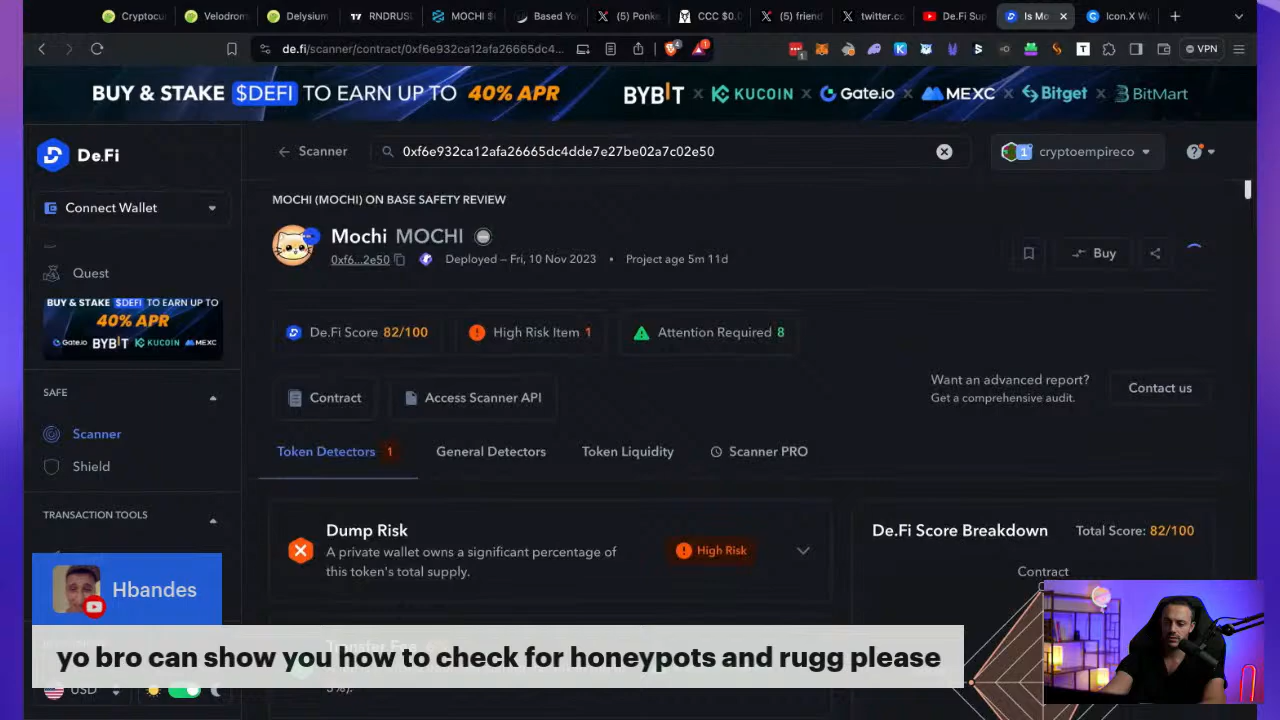 Cryptocu
Velodrom
Delysium
RNDRUS
MOCHI $
Based Yo
(5) Ponke
CCC $0.
(5) friend
twitter.co
De.Fi Sup
Is Mo
Icon.X W
de.fi/scanner/contract/0xf6e932ca12afa26665dc4...
VPN
BUY & STAKE $DEFI TO EARN UP TO 40% APR
BYBIT x KUCOIN x Gate.io x MEXC x Bitget x BitMart
De.Fi
Scanner
0xf6e932ca12afa26665dc4dde7e27be02a7c02e50
cryptoempireco
Connect Wallet
MOCHI (MOCHI) ON BASE SAFETY REVIEW
Mochi MOCHI
0xf6...2e50
Deployed – Fri, 10 Nov 2023 • Project age 5m 11d
Buy
Quest
BUY & STAKE $DEFI TO EARN UP TO
40% APR
Gate.io BYBIT KUCOIN MEXC
De.Fi Score 82/100
High Risk Item 1
Attention Required 8
SAFE
Scanner
Shield
TRANSACTION TOOLS
Contract
Access Scanner API
Want an advanced report?
Get a comprehensive audit.
Contact us
Token Detectors 1
General Detectors
Token Liquidity
Scanner PRO
Dump Risk
A private wallet owns a significant percentage of
this token's total supply.
High Risk
De.Fi Score Breakdown
Total Score: 82/100
Contract
Hbandes
yo bro can show you how to check for honeypots and rugg please
USD
5%).